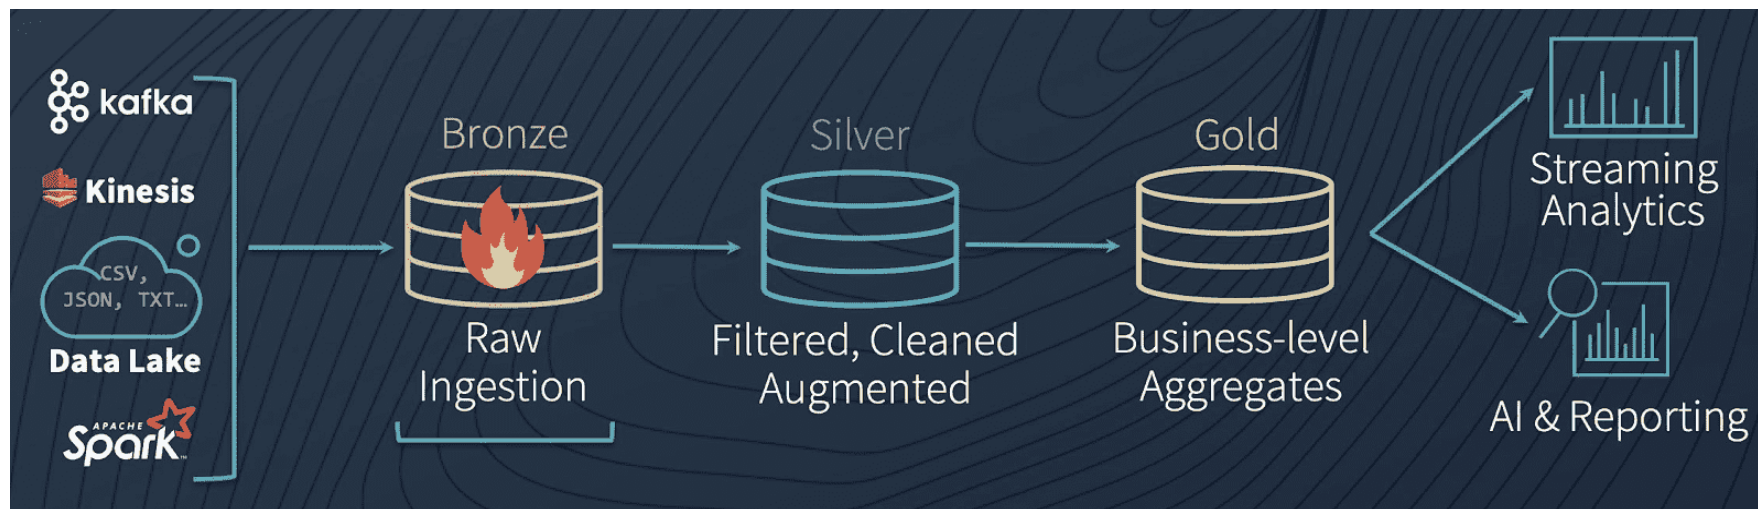 kafka
Kinesis
CSV,
JSON, TXT...
Data Lake
APACHE
Spark™
Bronze
Raw
Ingestion
Silver
Filtered, Cleaned
Augmented
Gold
Business-level
Aggregates
Streaming
Analytics
AI & Reporting